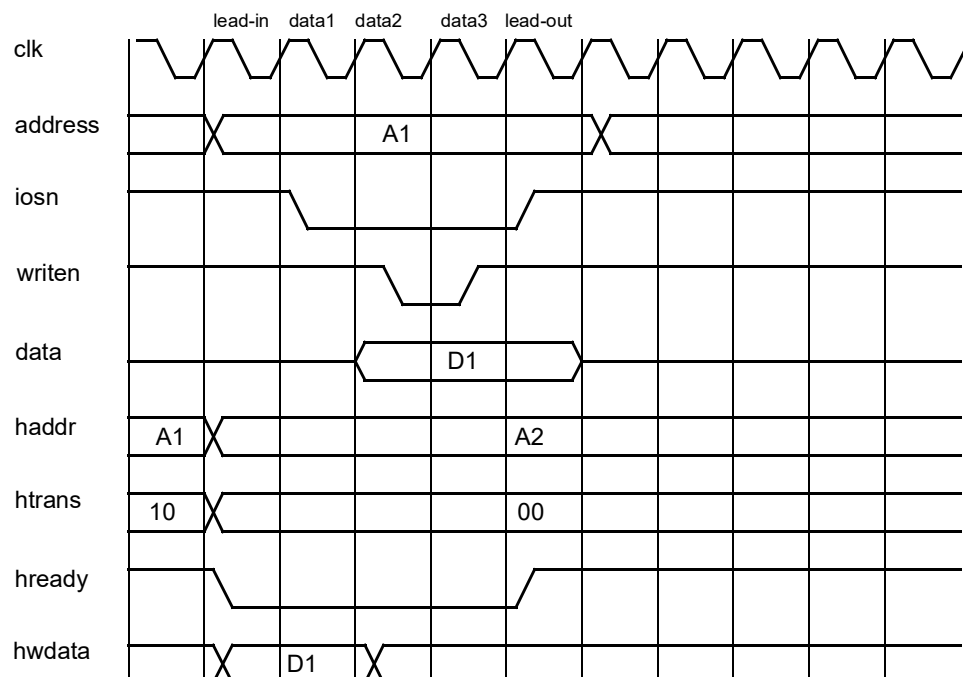 lead-in data1 data2 data3 lead-out
clk
address A1
iosn
writen
data D1
haddr A1 A2
htrans 10 00
hready
hwdata D1